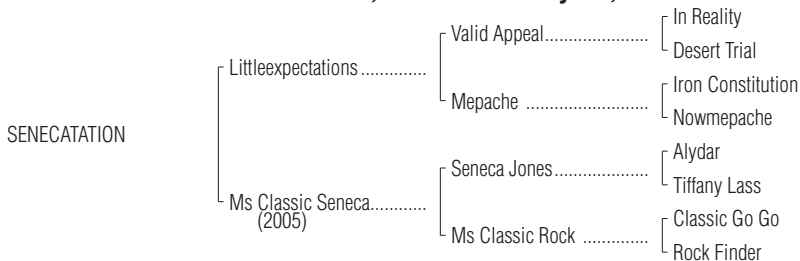 In Reality
Valid Appeal......................
Desert Trial
Littleexpectations ..............
Iron Constitution
Mepache ..........................
Nowmepache
SENECATATION
Alydar
Seneca Jones....................
Tiffany Lass
Ms Classic Seneca............
(2005)
Classic Go Go
Ms Classic Rock ..............
Rock Finder